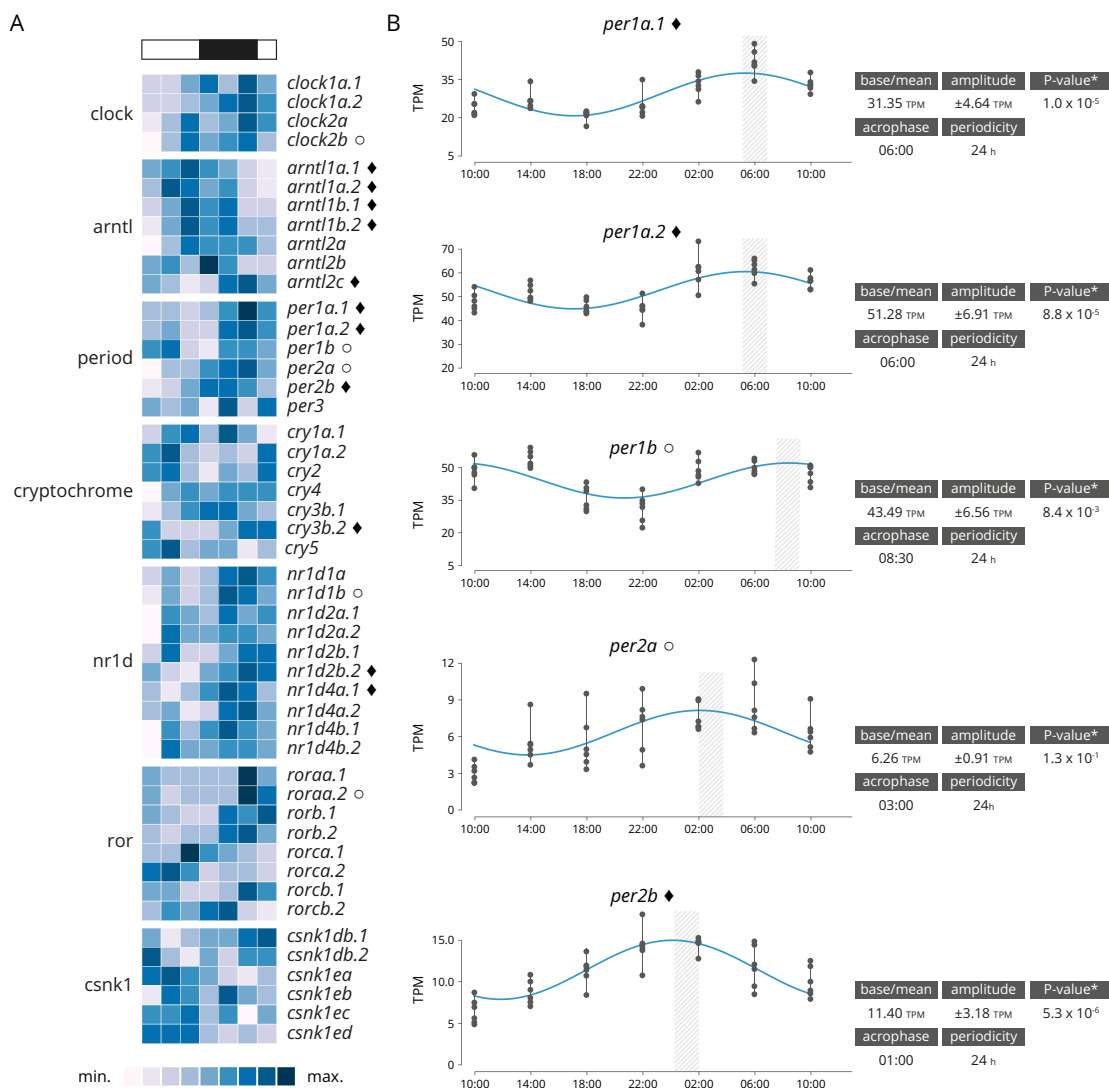 A
clock
clock1a.1
clock1a.2
clock2a
clock2b ○
arntl
arntl1a.1 ♦
arntl1a.2 ♦
arntl1b.1 ♦
arntl1b.2 ♦
arntl2a
arntl2b
arntl2c ♦
period
per1a.1 ♦
per1a.2 ♦
per1b ○
per2a ○
per2b ♦
per3
cryptochrome
cry1a.1
cry1a.2
cry2
cry4
cry3b.1
cry3b.2 ♦
cry5
nr1d
nr1d1a
nr1d1b ○
nr1d2a.1
nr1d2a.2
nr1d2b.1
nr1d2b.2 ♦
nr1d4a.1 ♦
nr1d4a.2
nr1d4b.1
nr1d4b.2
ror
roraa.1
roraa.2 ○
rorb.1
rorb.2
rorca.1
rorca.2
rorcb.1
rorcb.2
csnk1
csnk1db.1
csnk1db.2
csnk1ea
csnk1eb
csnk1ec
csnk1ed
min. max.
B
per1a.1 ♦
TPM
50
35
20
5
10:00 14:00 18:00 22:00 02:00 06:00 10:00
base/mean amplitude P-value*
31.35 TPM ±4.64 TPM 1.0 x 10-5
acrophase periodicity
06:00 24 h
per1a.2 ♦
TPM
70
60
50
40
30
20
10:00 14:00 18:00 22:00 02:00 06:00 10:00
base/mean amplitude P-value*
51.28 TPM ±6.91 TPM 8.8 x 10-5
acrophase periodicity
06:00 24 h
per1b ○
TPM
50
35
20
5
10:00 14:00 18:00 22:00 02:00 06:00 10:00
base/mean amplitude P-value*
43.49 TPM ±6.56 TPM 8.4 x 10-3
acrophase periodicity
08:30 24 h
per2a ○
TPM
12
9
6
3
0
10:00 14:00 18:00 22:00 02:00 06:00 10:00
base/mean amplitude P-value*
6.26 TPM ±0.91 TPM 1.3 x 10-1
acrophase periodicity
03:00 24h
per2b ♦
TPM
15.0
10.0
5
0
10:00 14:00 18:00 22:00 02:00 06:00 10:00
base/mean amplitude P-value*
11.40 TPM ±3.18 TPM 5.3 x 10-6
acrophase periodicity
01:00 24 h